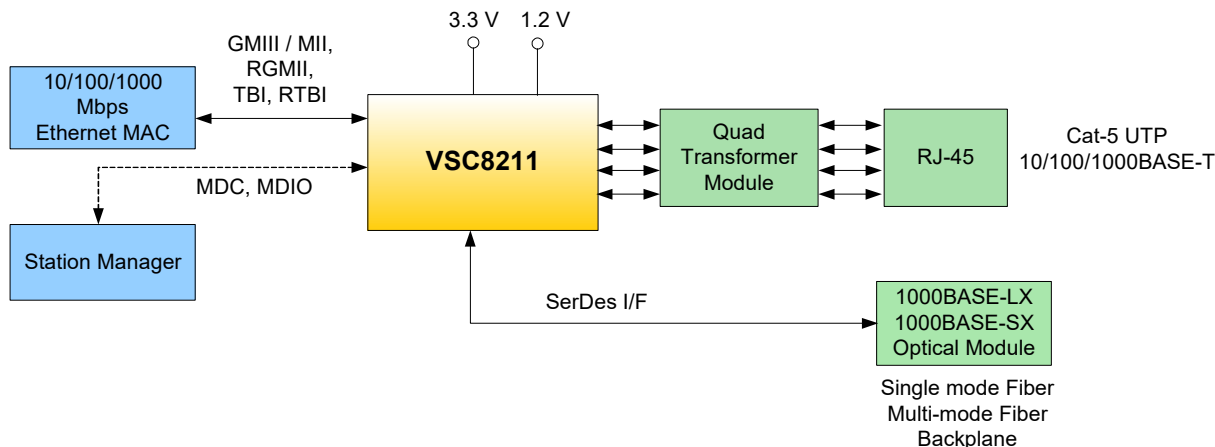 3.3 V
1.2 V
GMIII / MII,
RGMII,
TBI, RTBI
10/100/1000
Mbps
Ethernet MAC
VSC8211
Quad
Transformer
Module
RJ-45
Cat-5 UTP
10/100/1000BASE-T
MDC, MDIO
Station Manager
SerDes I/F
1000BASE-LX
1000BASE-SX
Optical Module
Single mode Fiber
Multi-mode Fiber
Backplane